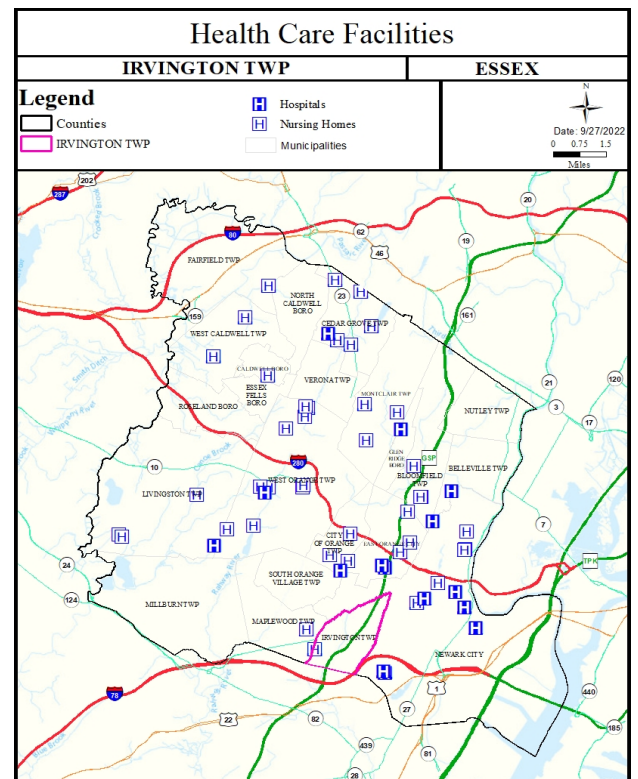 Health Care Facilities
IRVINGTON TWP
ESSEX
Legend
Counties
IRVINGTON TWP
H Hospitals
H Nursing Homes
Municipalities
N
Date: 9/27/2022
0 0.75 1.5
Miles
202
287
80
62
20
19
46
FAIRFIELD TWP
NORTH
CALDWELL
BORO
23
159
161
CEDAR GROVE TWP
WEST CALDWELL TWP
CALDWELL BORO
ESSEX
FELLS
BORO
VERONA TWP
21
120
3
17
MONTCLAIR TWP
NUTLEY TWP
ROSELAND BORO
GLEN
RIDGE
BORO
GSP
280
10
BELLEVILLE TWP
BLOOMFIELD
TWP
WEST ORANGE TWP
LIVINGSTON TWP
7
CITY
OF ORANGE
TWP
EAST ORANGE CITY
TPK
24
SOUTH ORANGE
VILLAGE TWP
124
MILLBURN TWP
MAPLEWOOD TWP
IRVINGTON TWP
NEWARK CITY
78
1
440
22
82
27
185
439
81
28